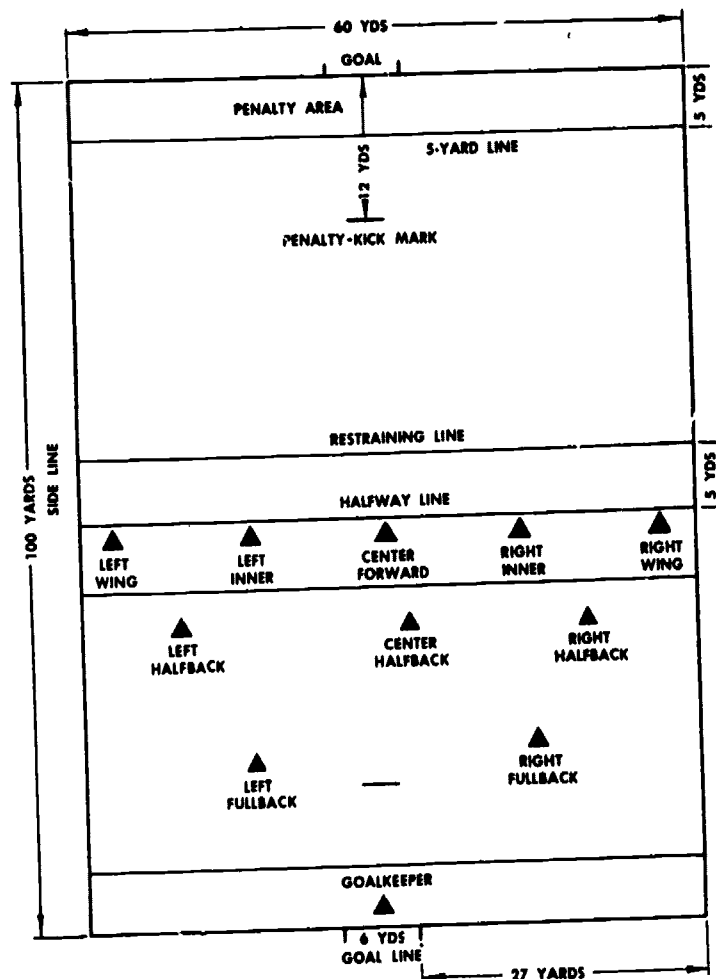 60 YDS
GOAL
PENALTY AREA
5 YDS
5-YARD LINE
12 YDS
PENALTY-KICK MARK
RESTRAINING LINE
5 YDS
HALFWAY LINE
100 YARDS
SIDE LINE
LEFT
WING
LEFT
INNER
CENTER
FORWARD
RIGHT
INNER
RIGHT
WING
LEFT
HALFBACK
CENTER
HALFBACK
RIGHT
HALFBACK
LEFT
FULLBACK
RIGHT
FULLBACK
GOALKEEPER
6 YDS
GOAL LINE
27 YARDS